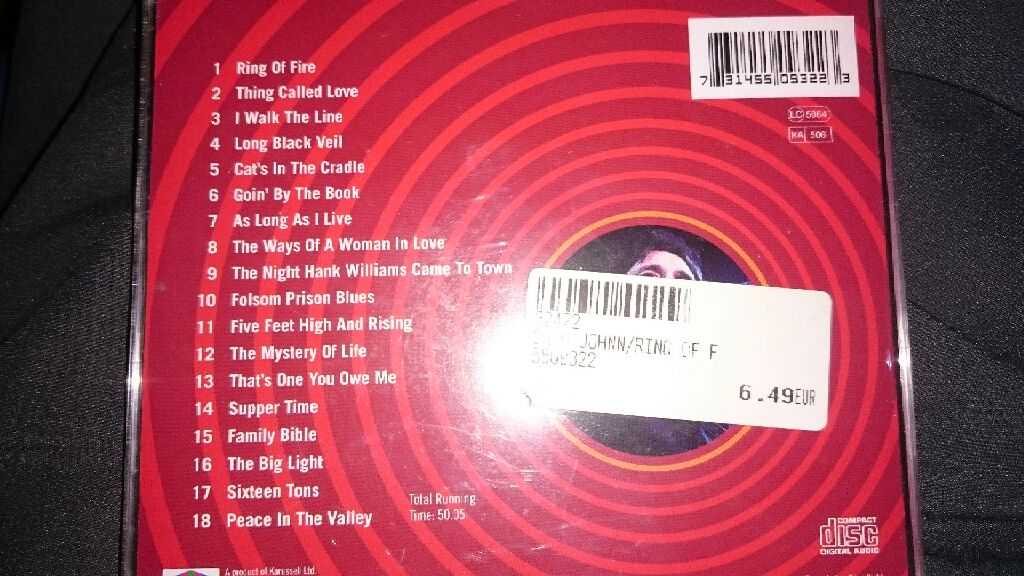 1 Ring Of Fire
2 Thing Called Love
3 I Walk The Line
4 Long Black Veil
5 Cat's In The Cradle
6 Goin' By The Book
7 As Long As I Live
8 The Ways Of A Woman In Love
9 The Night Hank Williams Came To Town
10 Folsom Prison Blues
11 Five Feet High And Rising
12 The Mystery Of Life
13 That's One You Owe Me
14 Supper Time
15 Family Bible
16 The Big Light
17 Sixteen Tons
18 Peace In The Valley
Total Running
Time: 50.05
A product of Karussell Ltd.
7 31455 09322 3
LC 5064
KA 506
JOHNN/RING OF F
5509322
6.49EUR
COMPACT
disc
DIGITAL AUDIO